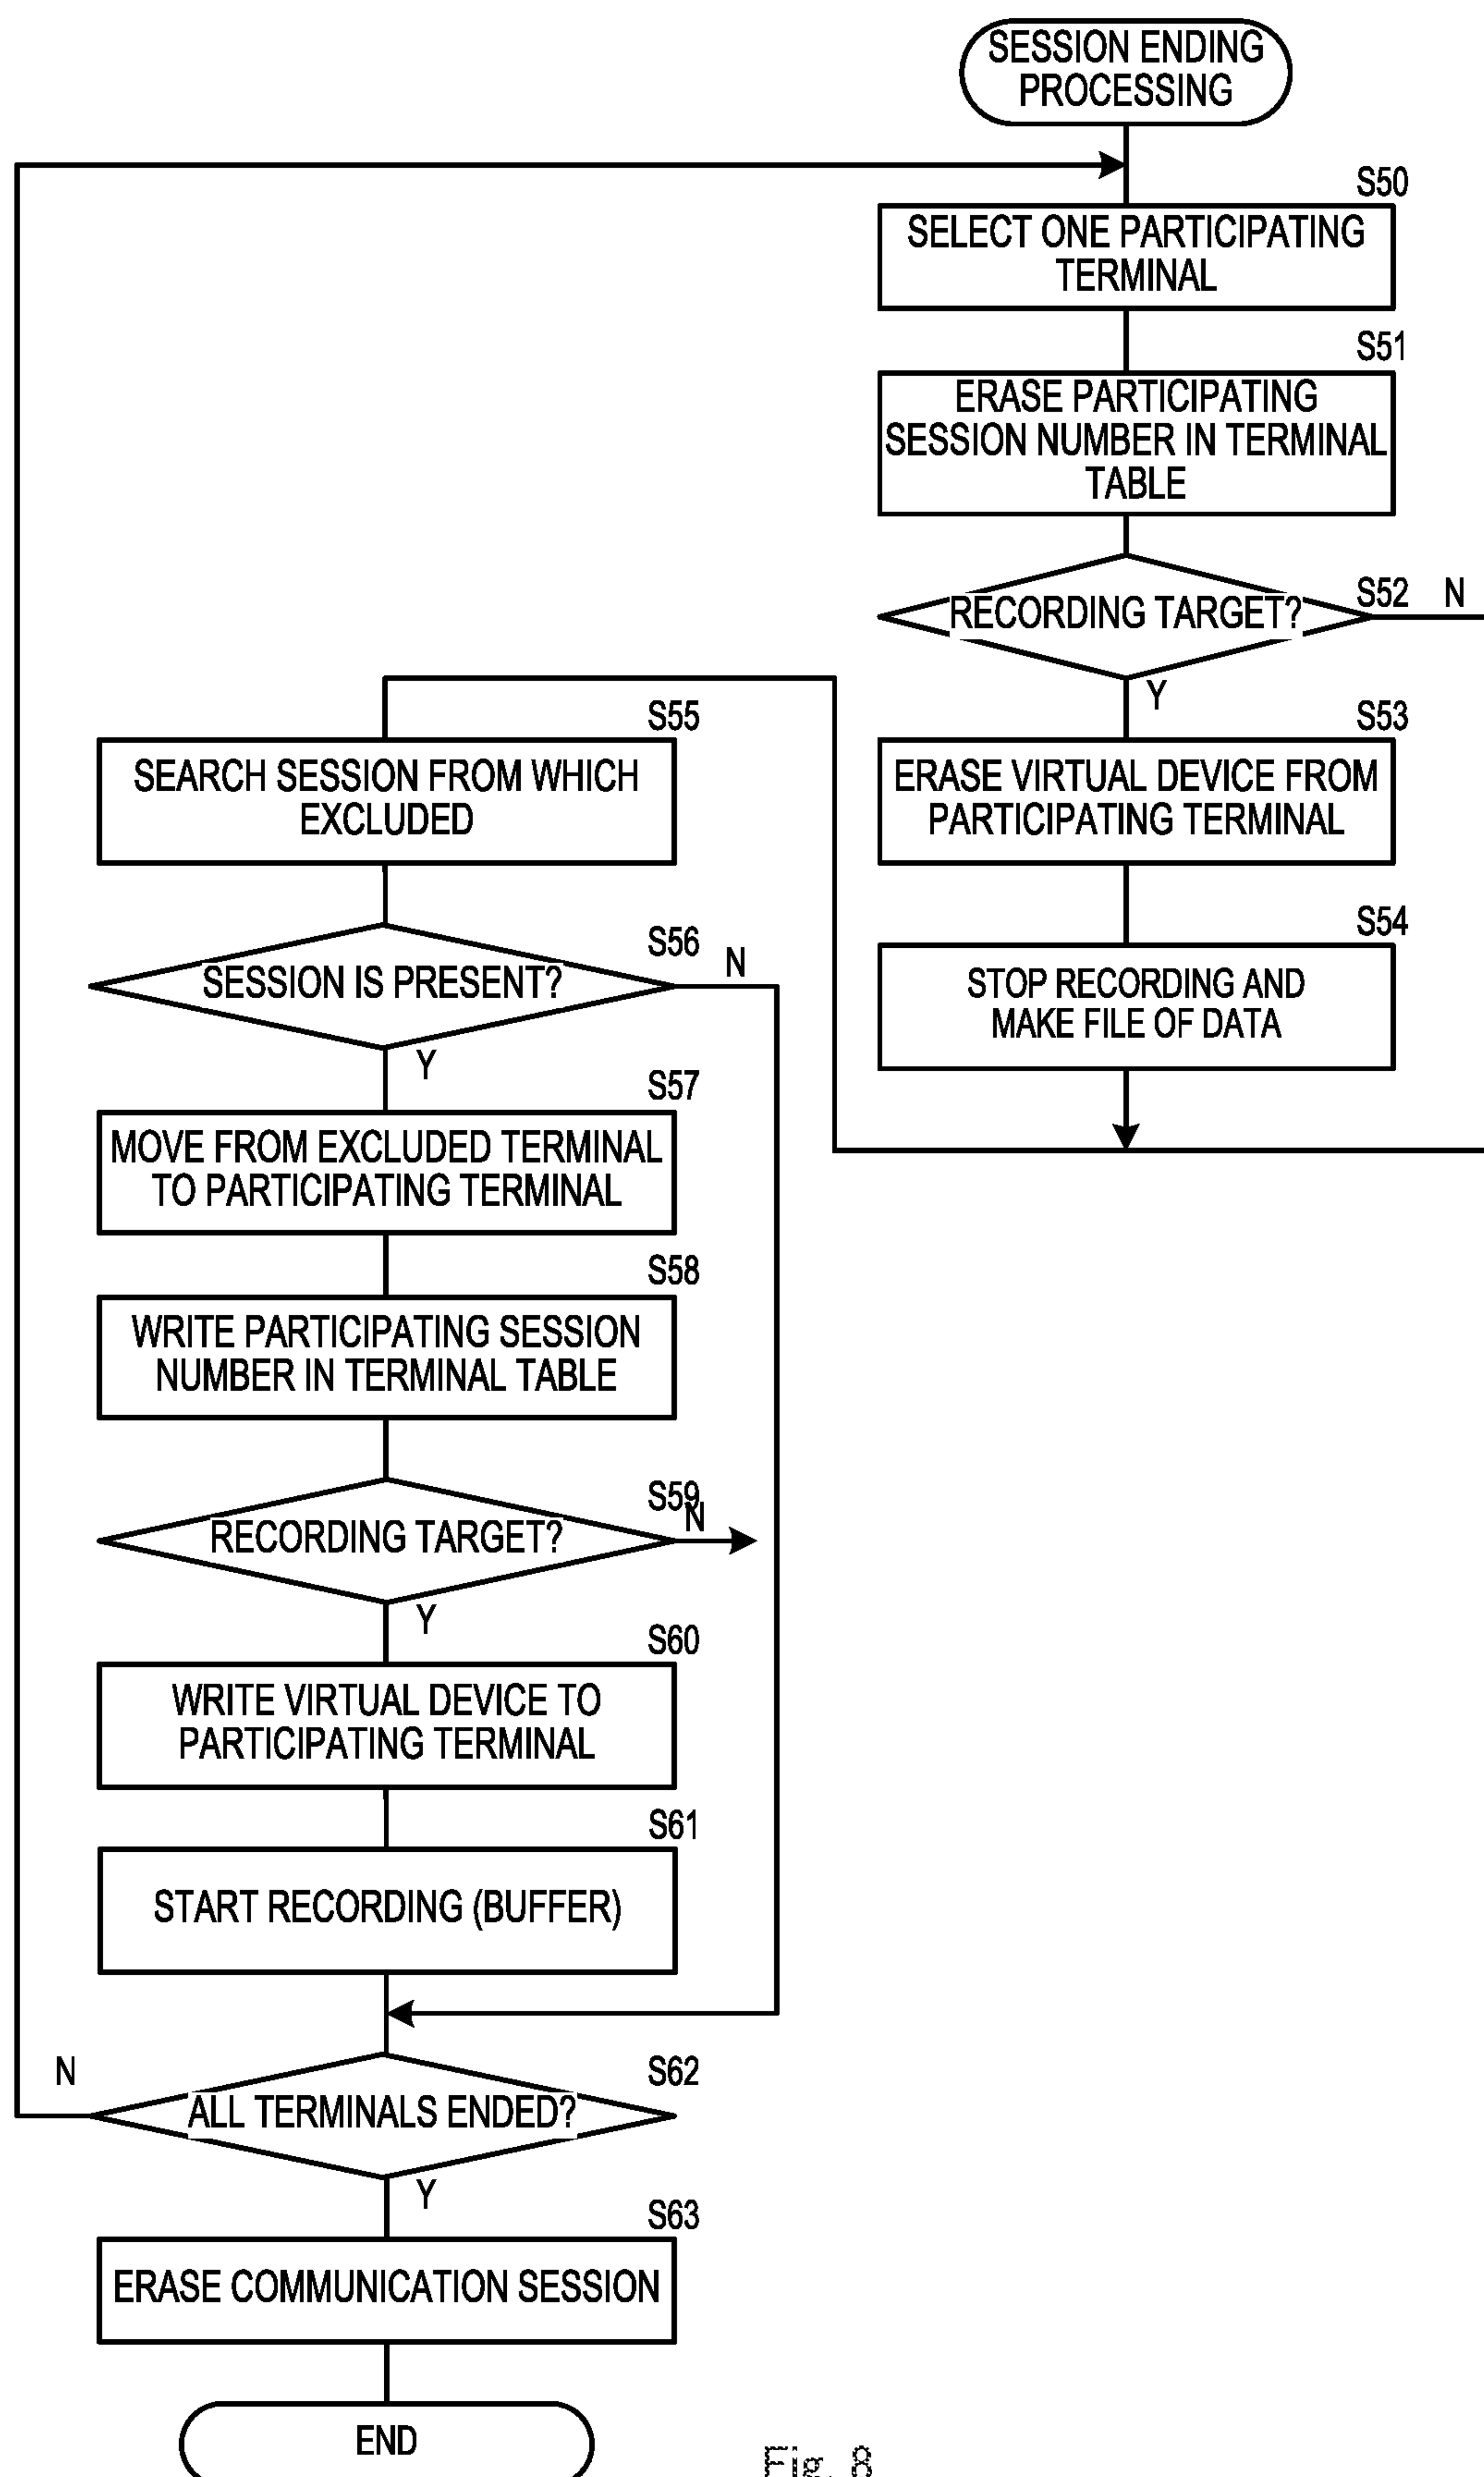 SESSION ENDING
PROCESSING
S50
SELECT ONE PARTICIPATING
TERMINAL
S51
ERASE PARTICIPATING
SESSION NUMBER IN TERMINAL
TABLE
S52
N
RECORDING TARGET?
Y
S53
ERASE VIRTUAL DEVICE FROM
PARTICIPATING TERMINAL
S54
STOP RECORDING AND
MAKE FILE OF DATA
S55
SEARCH SESSION FROM WHICH
EXCLUDED
S56
N
SESSION IS PRESENT?
Y
S57
MOVE FROM EXCLUDED TERMINAL
TO PARTICIPATING TERMINAL
S58
WRITE PARTICIPATING SESSION
NUMBER IN TERMINAL TABLE
S59
N
RECORDING TARGET?
Y
S60
WRITE VIRTUAL DEVICE TO
PARTICIPATING TERMINAL
S61
START RECORDING (BUFFER)
N
S62
ALL TERMINALS ENDED?
Y
S63
ERASE COMMUNICATION SESSION
END
Fig. 8